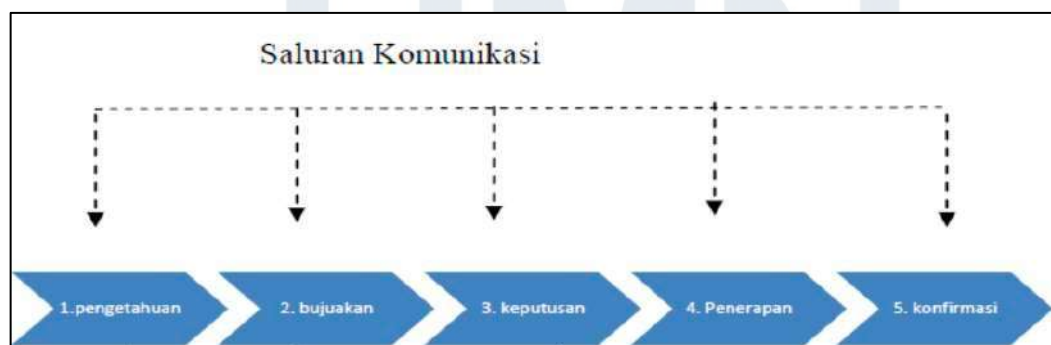 Saluran Komunikasi
1.pengetahuan
2. bujuakan
3. keputusan
4. Penerapan
5. konfirmasi